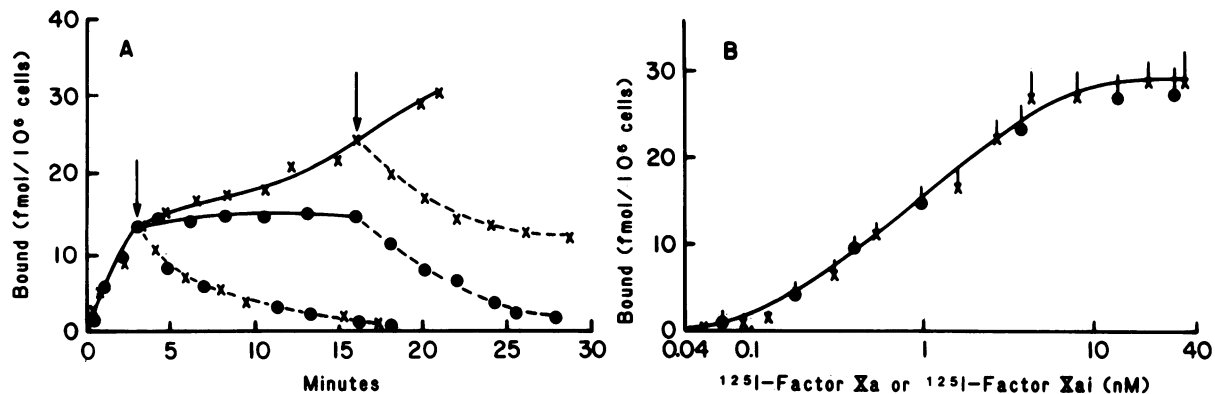 A
Bound (fmol/10⁶ cells)
40
30
20
10
0
0 5 10 15 20 25 30
Minutes
B
Bound (fmol/10⁶ cells)
30
20
10
0
0.04 0.1 1 10 40
¹²⁵I-Factor Xa or ¹²⁵I-Factor Xai (nM)